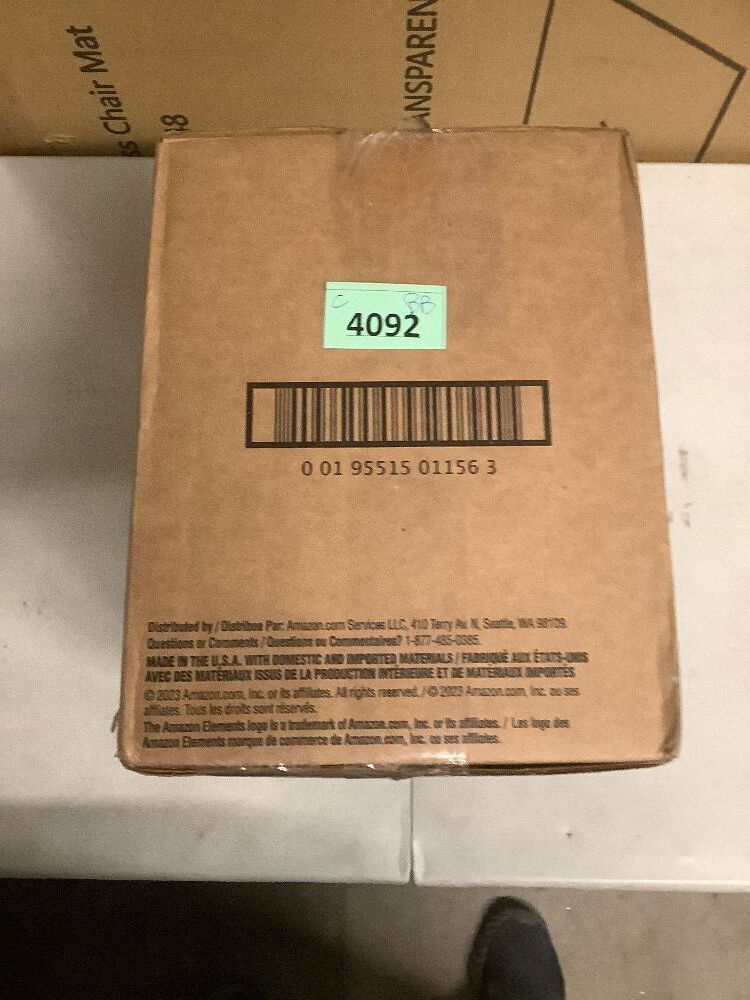 ss Chair Mat
48
ANSPAREN
C BB
4092
0 01 95515 01156 3
Distributed by / Distribue Par: Amazon.com Services LLC, 410 Terry Av. N, Seattle, WA 98109.
Questions or Comments / Questions ou Commentaires? 1-877-485-0385.
MADE IN THE U.S.A. WITH DOMESTIC AND IMPORTED MATERIALS / FABRIQUÉ AUX ÉTATS-UNIS
AVEC DES MATÉRIAUX ISSUS DE LA PRODUCTION INTÉRIEURE ET DE MATÉRIAUX IMPORTÉS
© 2023 Amazon.com, Inc. or its affiliates. All rights reserved. / © 2023 Amazon.com, Inc. ou ses
affiliates. Tous les droits sont réservés.
The Amazon Elements logo is a trademark of Amazon.com, Inc. or its affiliates. / Les logo des
Amazon Elements marque de commerce de Amazon.com, Inc. ou ses affiliates.